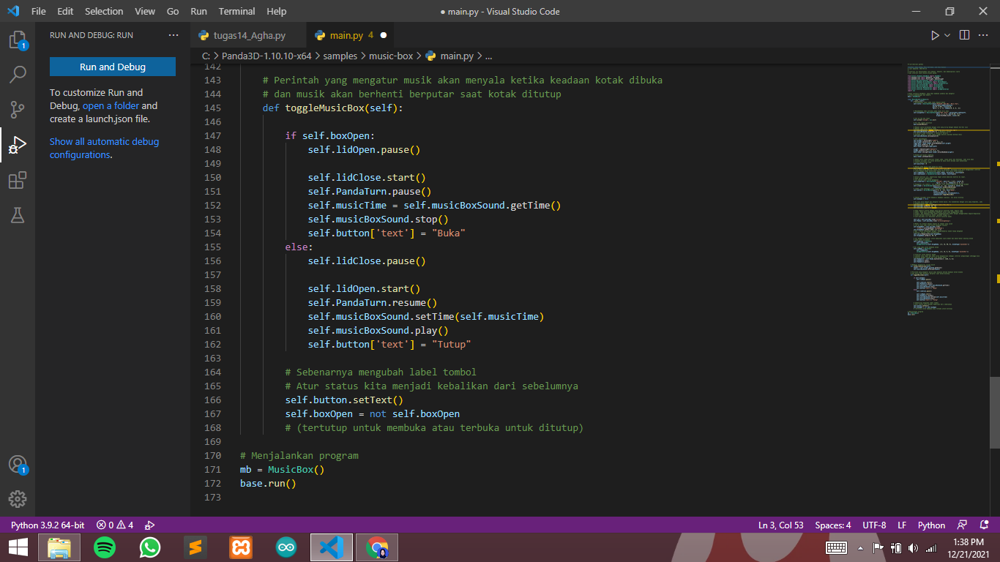 File Edit Selection View Go Run Terminal Help
● main.py - Visual Studio Code
RUN AND DEBUG: RUN
Run and Debug
To customize Run and
Debug, open a folder and
create a launch.json file.
Show all automatic debug
configurations.
tugas14_Agha.py
main.py 4
C: > Panda3D-1.10.10-x64 > samples > music-box > main.py > ...
142
143 # Perintah yang mengatur musik akan menyala ketika keadaan kotak dibuka
144 # dan musik akan berhenti berputar saat kotak ditutup
145 def toggleMusicBox(self):
146
147 if self.boxOpen:
148 self.lidOpen.pause()
149
150 self.lidClose.start()
151 self.PandaTurn.pause()
152 self.musicTime = self.musicBoxSound.getTime()
153 self.musicBoxSound.stop()
154 self.button['text'] = "Buka"
155 else:
156 self.lidClose.pause()
157
158 self.lidOpen.start()
159 self.PandaTurn.resume()
160 self.musicBoxSound.setTime(self.musicTime)
161 self.musicBoxSound.play()
162 self.button['text'] = "Tutup"
163
164 # Sebenarnya mengubah label tombol
165 # Atur status kita menjadi kebalikan dari sebelumnya
166 self.button.setText()
167 self.boxOpen = not self.boxOpen
168 # (tertutup untuk membuka atau terbuka untuk ditutup)
169
170 # Menjalankan program
171 mb = MusicBox()
172 base.run()
173
1
1
Python 3.9.2 64-bit 0 4
Ln 3, Col 53 Spaces: 4 UTF-8 LF Python
1:38 PM
12/21/2021